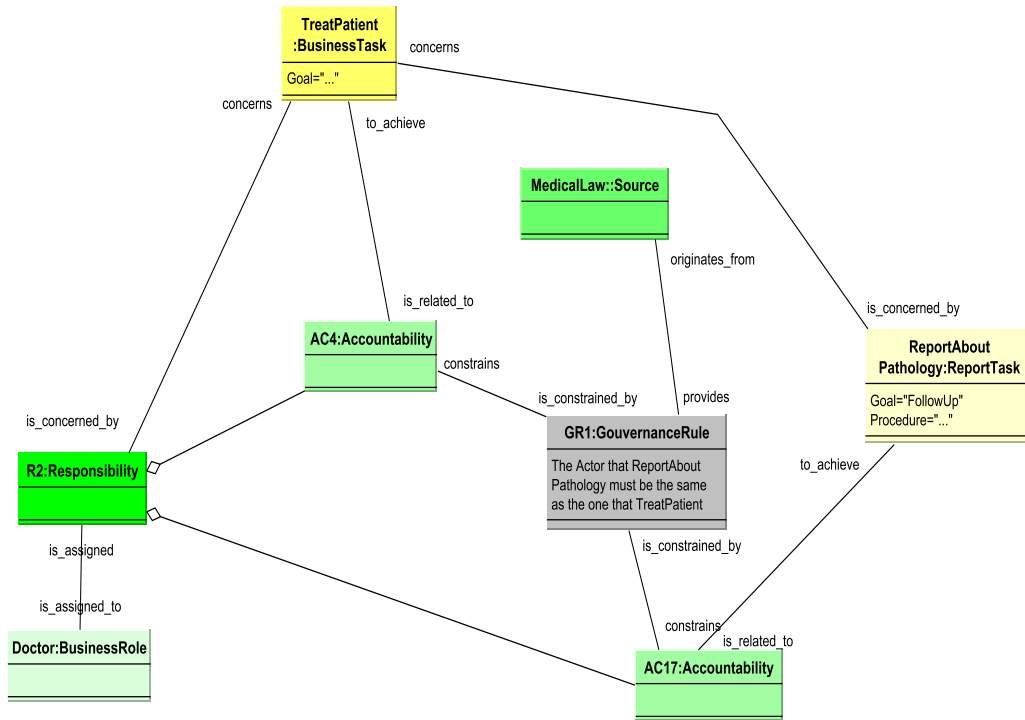 TreatPatient
:BusinessTask
Goal="..."
concerns
concerns
to_achieve
MedicalLaw::Source
originates_from
is_related_to
is_concerned_by
AC4:Accountability
constrains
ReportAbout
Pathology:ReportTask
Goal="FollowUp"
Procedure="..."
is_constrained_by
provides
is_concerned_by
GR1:GouvernanceRule
The Actor that ReportAbout
Pathology must be the same
as the one that TreatPatient
R2:Responsibility
to_achieve
is_assigned
is_constrained_by
is_assigned_to
constrains
is_related_to
Doctor:BusinessRole
AC17:Accountability